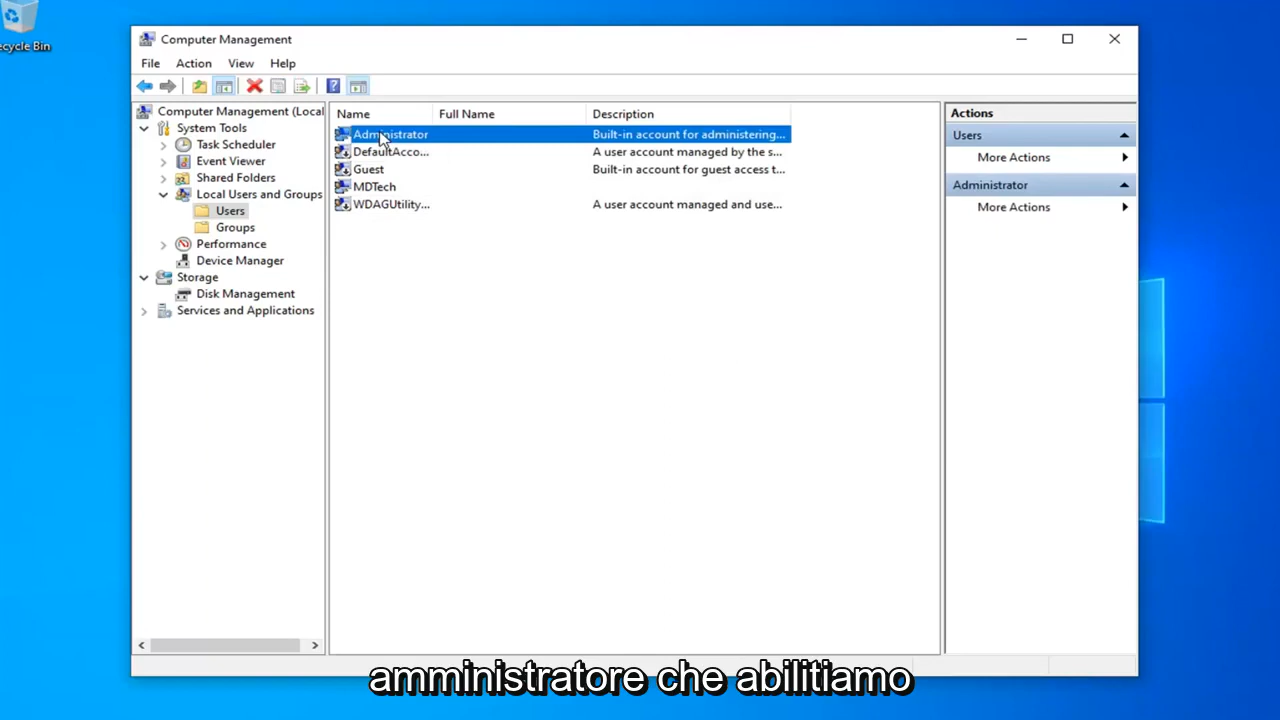 ecycle Bin
Computer Management
File Action View Help
Computer Management (Local
System Tools
Task Scheduler
Event Viewer
Shared Folders
Local Users and Groups
Users
Groups
Performance
Device Manager
Storage
Disk Management
Services and Applications
Name Full Name Description
Administrator Built-in account for administering...
DefaultAcco... A user account managed by the s...
Guest Built-in account for guest access t...
MDTech
WDAGUtility... A user account managed and use...
Actions
Users
More Actions
Administrator
More Actions
amministratore che abilitiamo